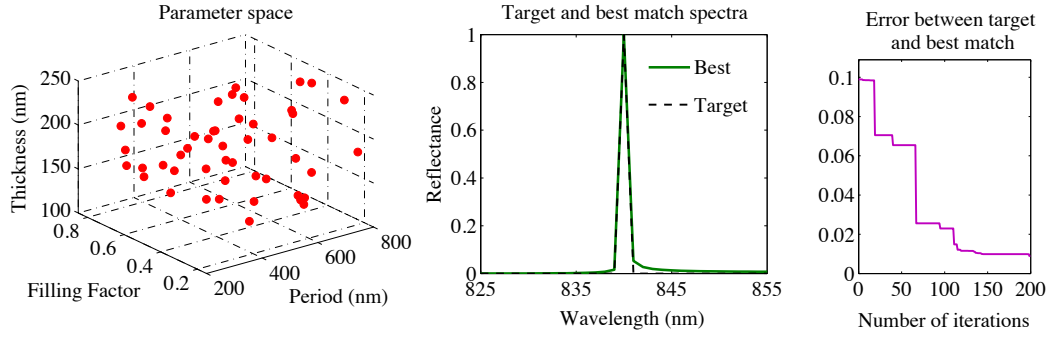 Parameter space
250
200
150
100
Thickness (nm)
0.8
0.6
0.4
0.2
Filling Factor
200
400
600
800
Period (nm)
Target and best match spectra
1
0.8
0.6
0.4
0.2
0
Reflectance
Best
Target
825
835
845
855
Wavelength (nm)
Error between target
and best match
0.1
0.08
0.06
0.04
0.02
0
0
50
100
150
200
Number of iterations